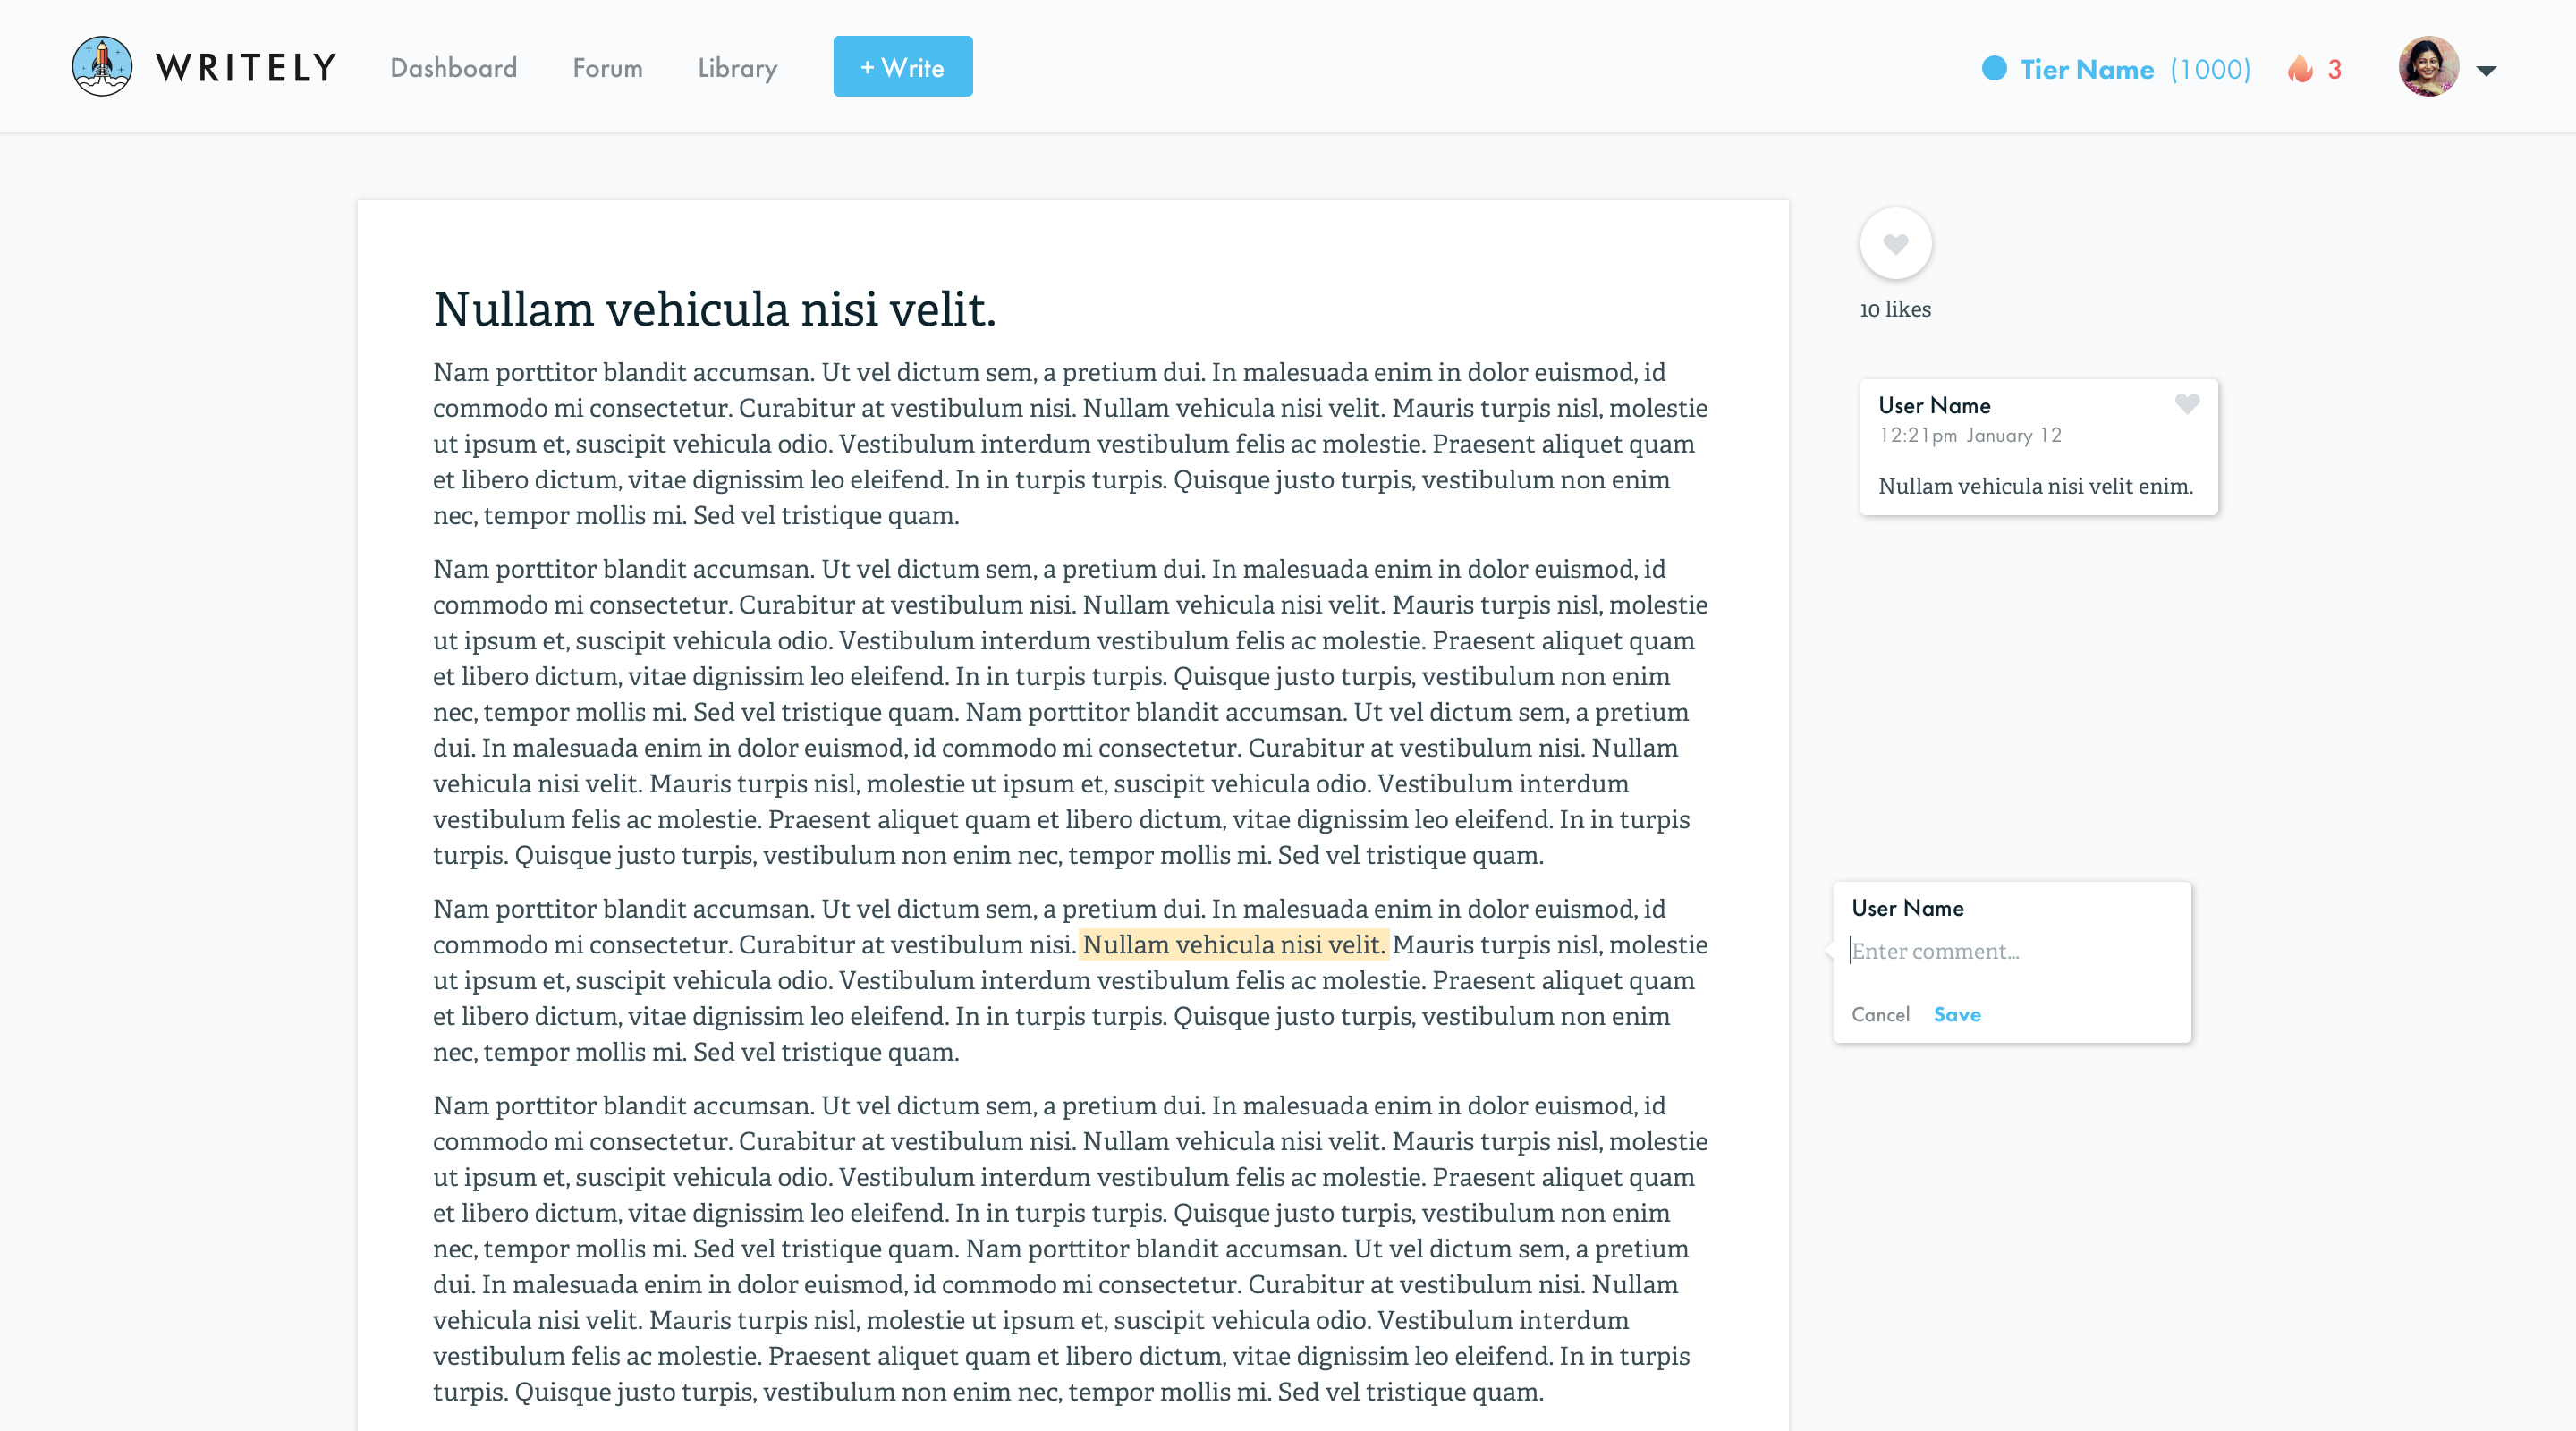 WRITELY Dashboard Forum Library + Write Tier Name (1000) 3
Nullam vehicula nisi velit.
Nam porttitor blandit accumsan. Ut vel dictum sem, a pretium dui. In malesuada enim in dolor euismod, id
commodo mi consectetur. Curabitur at vestibulum nisi. Nullam vehicula nisi velit. Mauris turpis nisl, molestie
ut ipsum et, suscipit vehicula odio. Vestibulum interdum vestibulum felis ac molestie. Praesent aliquet quam
et libero dictum, vitae dignissim leo eleifend. In in turpis turpis. Quisque justo turpis, vestibulum non enim
nec, tempor mollis mi. Sed vel tristique quam.
Nam porttitor blandit accumsan. Ut vel dictum sem, a pretium dui. In malesuada enim in dolor euismod, id
commodo mi consectetur. Curabitur at vestibulum nisi. Nullam vehicula nisi velit. Mauris turpis nisl, molestie
ut ipsum et, suscipit vehicula odio. Vestibulum interdum vestibulum felis ac molestie. Praesent aliquet quam
et libero dictum, vitae dignissim leo eleifend. In in turpis turpis. Quisque justo turpis, vestibulum non enim
nec, tempor mollis mi. Sed vel tristique quam. Nam porttitor blandit accumsan. Ut vel dictum sem, a pretium
dui. In malesuada enim in dolor euismod, id commodo mi consectetur. Curabitur at vestibulum nisi. Nullam
vehicula nisi velit. Mauris turpis nisl, molestie ut ipsum et, suscipit vehicula odio. Vestibulum interdum
vestibulum felis ac molestie. Praesent aliquet quam et libero dictum, vitae dignissim leo eleifend. In in turpis
turpis. Quisque justo turpis, vestibulum non enim nec, tempor mollis mi. Sed vel tristique quam.
Nam porttitor blandit accumsan. Ut vel dictum sem, a pretium dui. In malesuada enim in dolor euismod, id
commodo mi consectetur. Curabitur at vestibulum nisi. Nullam vehicula nisi velit. Mauris turpis nisl, molestie
ut ipsum et, suscipit vehicula odio. Vestibulum interdum vestibulum felis ac molestie. Praesent aliquet quam
et libero dictum, vitae dignissim leo eleifend. In in turpis turpis. Quisque justo turpis, vestibulum non enim
nec, tempor mollis mi. Sed vel tristique quam.
Nam porttitor blandit accumsan. Ut vel dictum sem, a pretium dui. In malesuada enim in dolor euismod, id
commodo mi consectetur. Curabitur at vestibulum nisi. Nullam vehicula nisi velit. Mauris turpis nisl, molestie
ut ipsum et, suscipit vehicula odio. Vestibulum interdum vestibulum felis ac molestie. Praesent aliquet quam
et libero dictum, vitae dignissim leo eleifend. In in turpis turpis. Quisque justo turpis, vestibulum non enim
nec, tempor mollis mi. Sed vel tristique quam. Nam porttitor blandit accumsan. Ut vel dictum sem, a pretium
dui. In malesuada enim in dolor euismod, id commodo mi consectetur. Curabitur at vestibulum nisi. Nullam
vehicula nisi velit. Mauris turpis nisl, molestie ut ipsum et, suscipit vehicula odio. Vestibulum interdum
vestibulum felis ac molestie. Praesent aliquet quam et libero dictum, vitae dignissim leo eleifend. In in turpis
turpis. Quisque justo turpis, vestibulum non enim nec, tempor mollis mi. Sed vel tristique quam.
10 likes
User Name
12:21pm January 12
Nullam vehicula nisi velit enim.
User Name
Enter comment...
Cancel Save